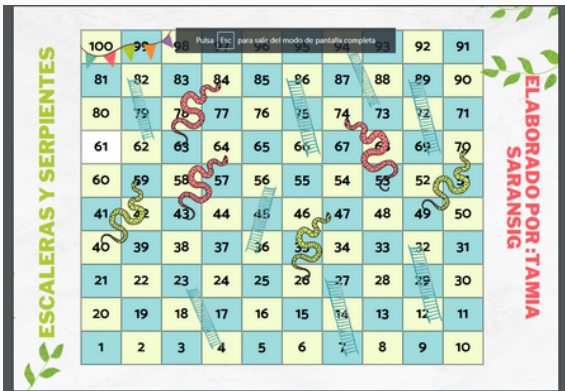 Pulsa Esc para salir del modo de pantalla completa
ESCALERAS Y SERPIENTES
100 99 98 97 96 95 94 93 92 91
81 82 83 84 85 86 87 88 89 90
80 79 78 77 76 75 74 73 72 71
61 62 63 64 65 66 67 68 69 70
60 59 58 57 56 55 54 53 52 51
41 42 43 44 45 46 47 48 49 50
40 39 38 37 36 35 34 33 32 31
21 22 23 24 25 26 27 28 29 30
20 19 18 17 16 15 14 13 12 11
1 2 3 4 5 6 7 8 9 10
ELABORADO POR:TAMIA
SARANSIG